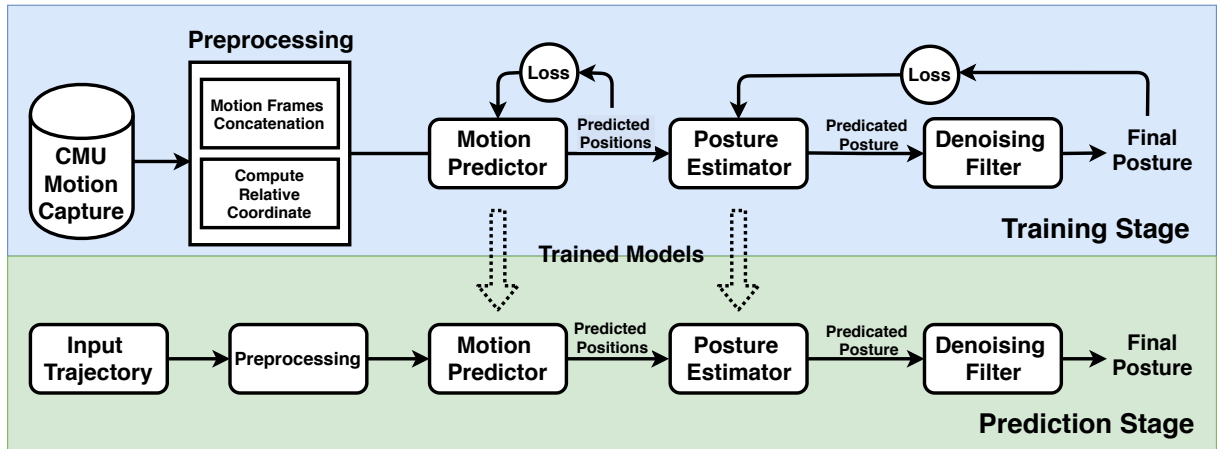 Preprocessing
CMU
Motion
Capture
Motion Frames
Concatenation
Compute
Relative
Coordinate
Loss
Motion
Predictor
Predicted
Positions
Loss
Posture
Estimator
Predicated
Posture
Denoising
Filter
Final
Posture
Training Stage
Trained Models
Input
Trajectory
Preprocessing
Motion
Predictor
Predicted
Positions
Posture
Estimator
Predicated
Posture
Denoising
Filter
Final
Posture
Prediction Stage